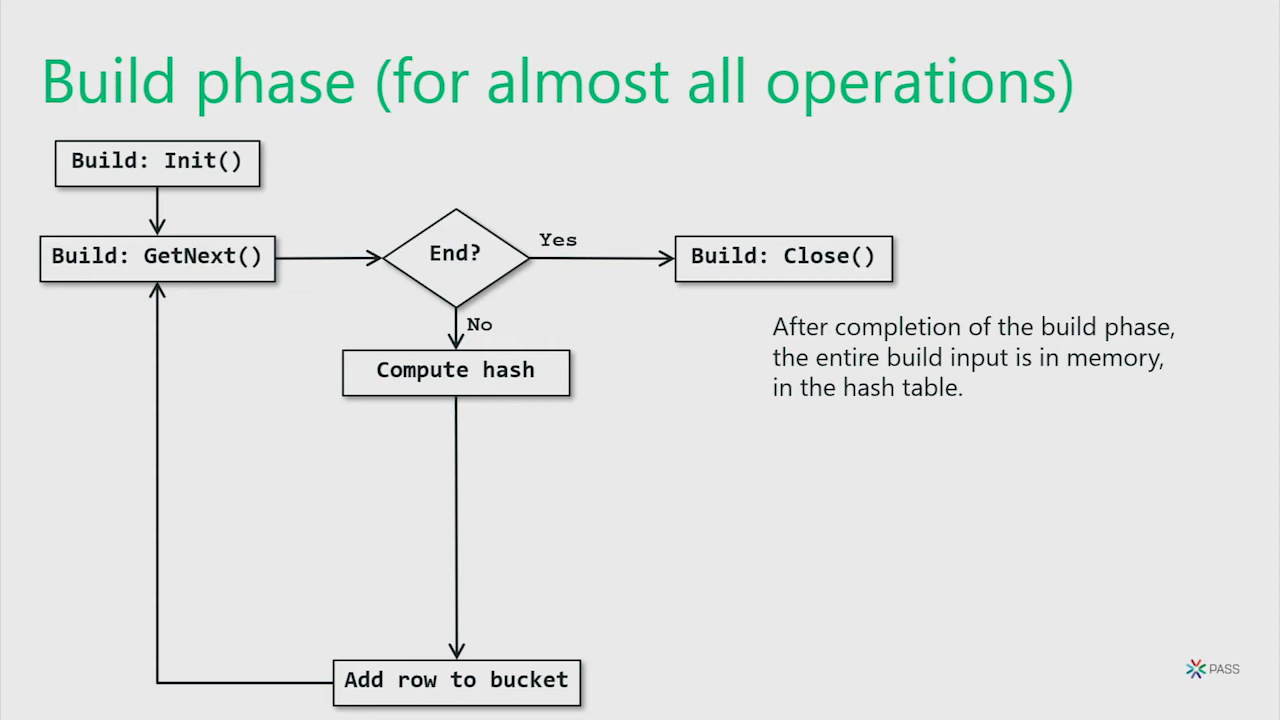 Build phase (for almost all operations)
Build: Init()
Build: GetNext()
End?
Yes
Build: Close()
No
Compute hash
After completion of the build phase,
the entire build input is in memory,
in the hash table.
Add row to bucket
PASS